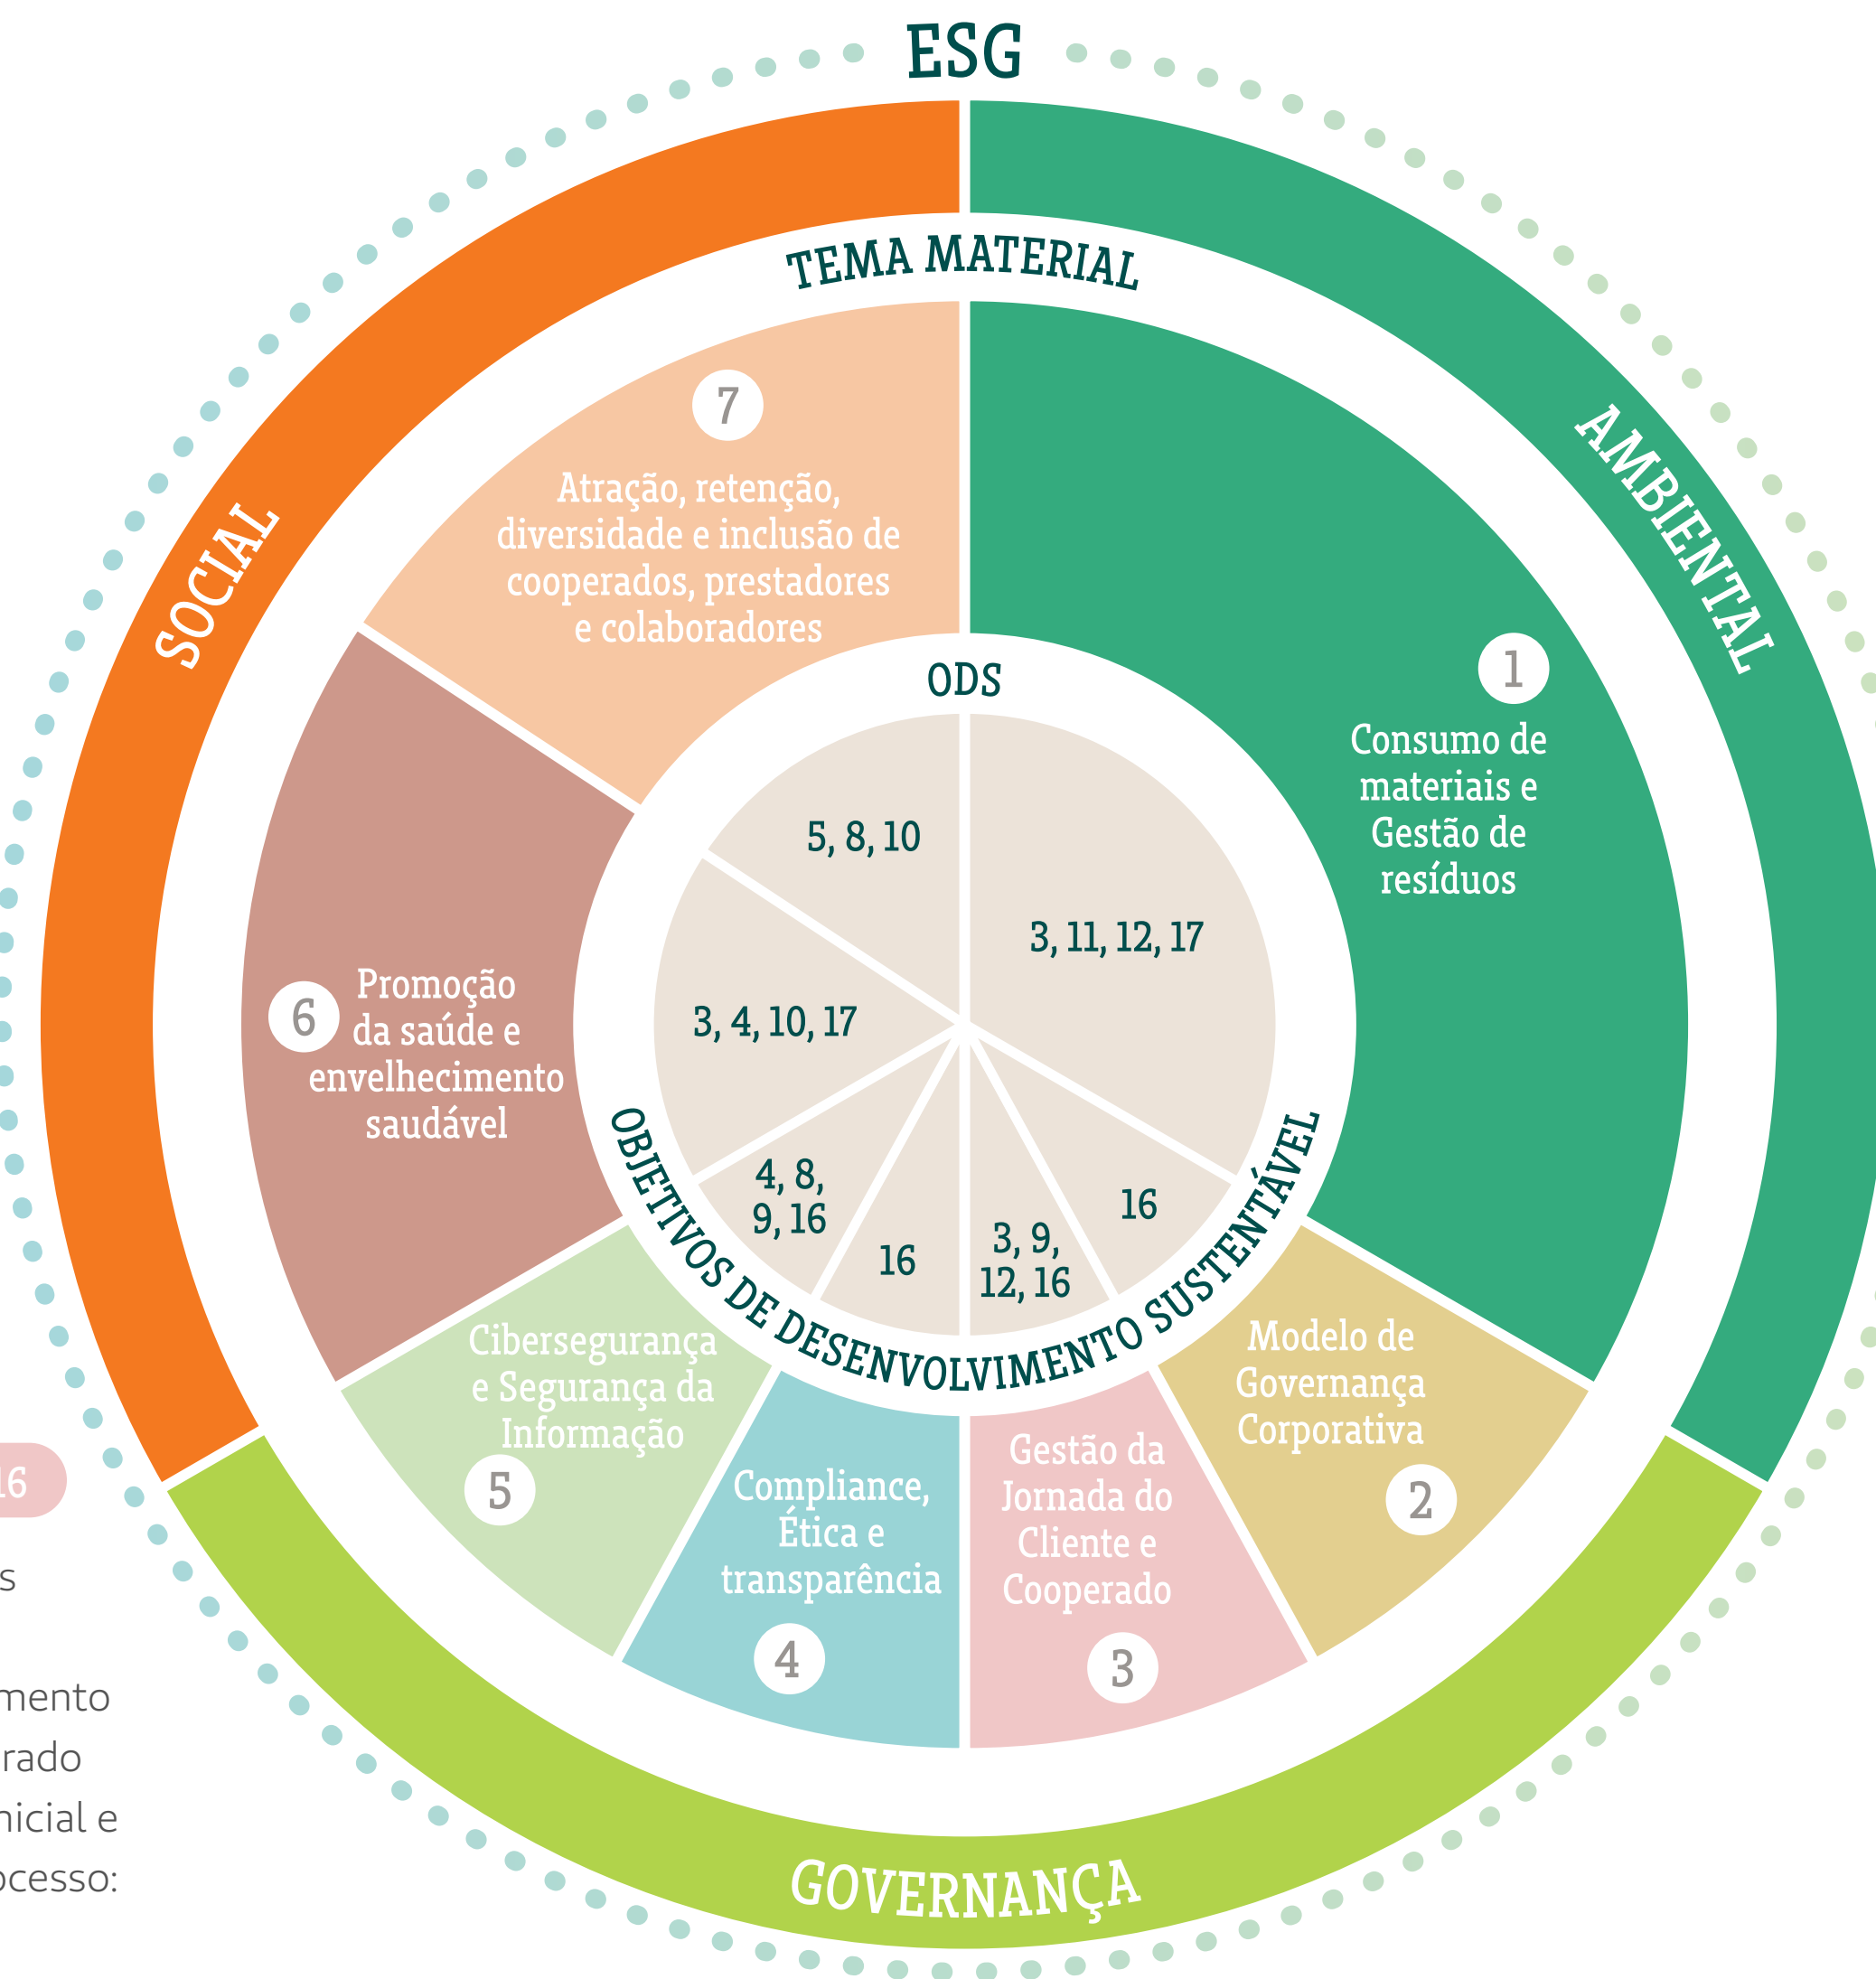 ESG
TEMA MATERIAL
SOCIAL
AMBIENTAL
GOVERNANÇA
7
Atração, retenção,
diversidade e inclusão de
cooperados, prestadores
e colaboradores
1
Consumo de
materiais e
Gestão de
resíduos
6
Promoção
da saúde e
envelhecimento
saudável
Cibersegurança
e Segurança da
Informação
5
Compliance,
Ética e
transparência
4
Gestão da
Jornada do
Cliente e
Cooperado
3
Modelo de
Governança
Corporativa
2
ODS
5, 8, 10
3, 11, 12, 17
3, 4, 10, 17
4, 8,
9, 16
16
3, 9,
12, 16
16
OBJETIVOS DE DESENVOLVIMENTO SUSTENTÁVEL
16
s
mento
rado
nicial e
ocesso: